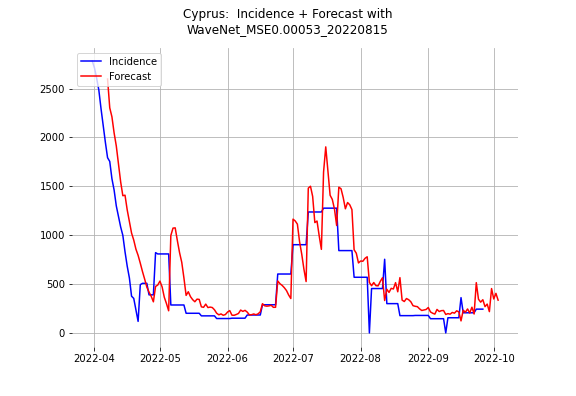 Cyprus:  Incidence + Forecast with
WaveNet_MSE0.00053_20220815
Incidence
Forecast
2500
2000
1500
1000
500
0
2022-04 2022-05 2022-06 2022-07 2022-08 2022-09 2022-10